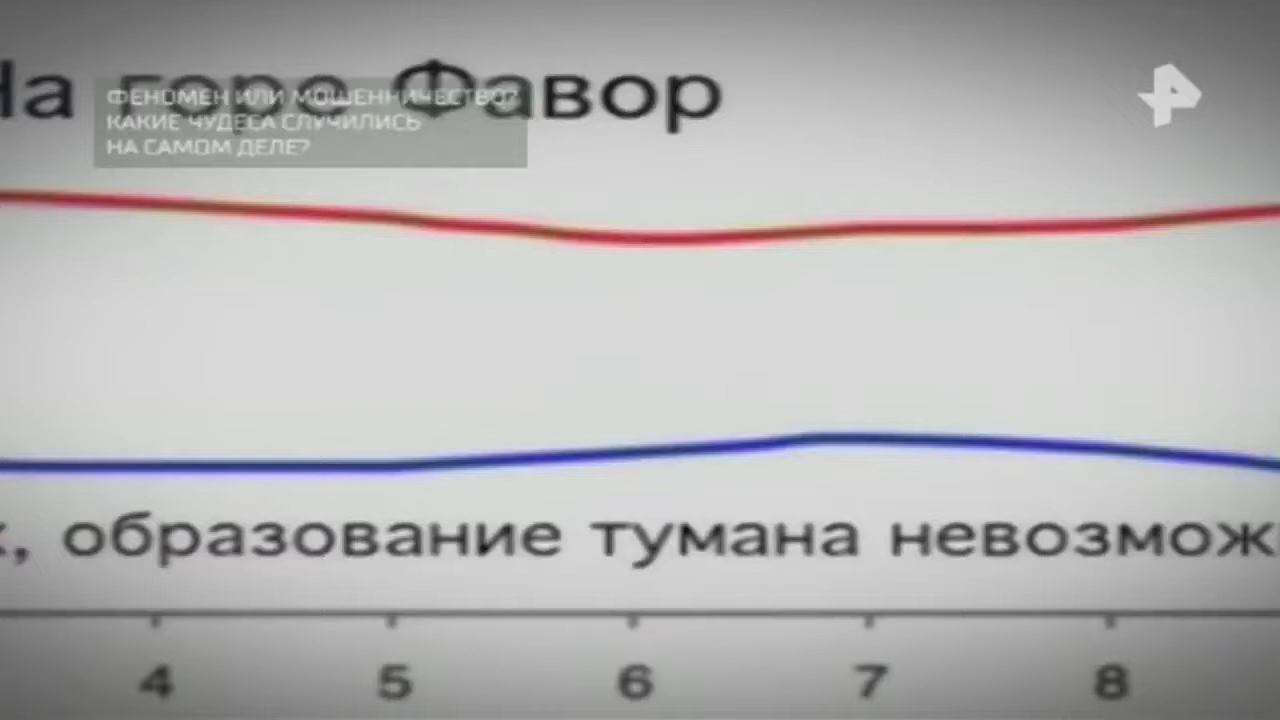 На горе Фавор
ФЕНОМЕН ИЛИ МОШЕННИЧЕСТВО?
КАКИЕ ЧУДЕСА СЛУЧИЛИСЬ
НА САМОМ ДЕЛЕ?
, образование тумана невозмож
4 5 6 7 8